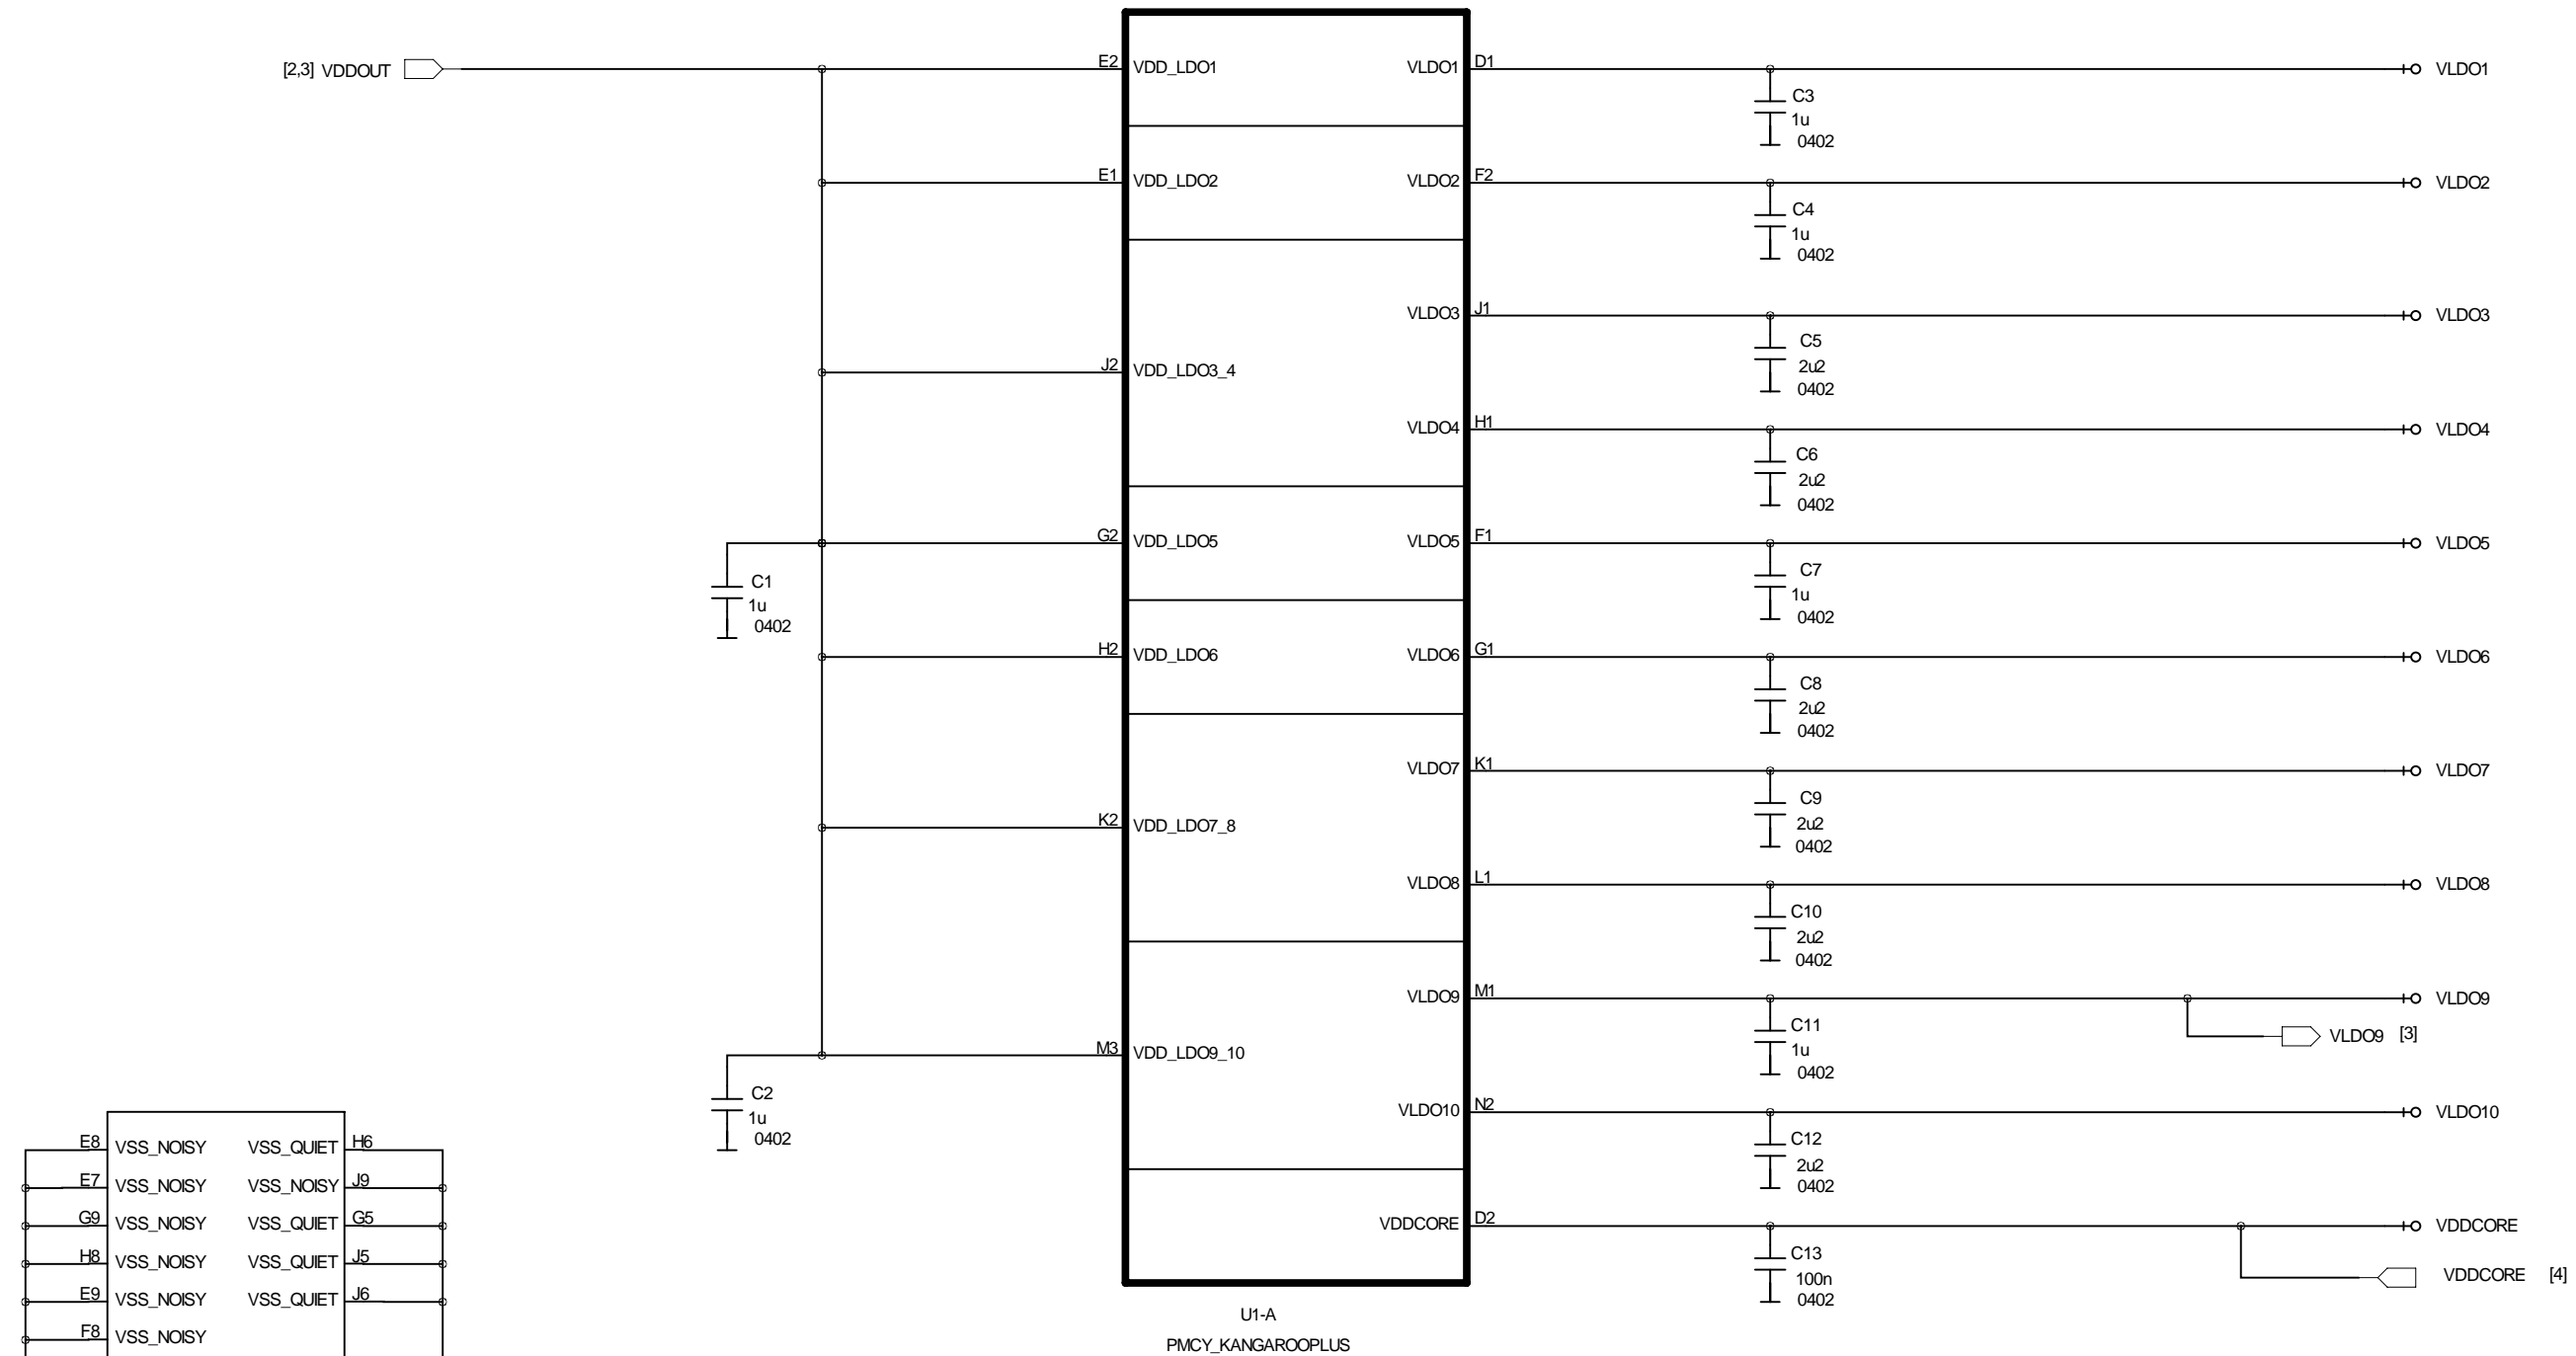 [2,3] VDDOUT
E2 VDD_LDO1 VLDO1 D1 VLDO1
C3
1u
0402
E1 VDD_LDO2 VLDO2 F2 VLDO2
C4
1u
0402
VLDO3 J1 VLDO3
C5
2u2
0402
J2 VDD_LDO3_4
VLDO4 H1 VLDO4
C6
2u2
0402
G2 VDD_LDO5 VLDO5 F1 VLDO5
C1
1u
0402
C7
1u
0402
H2 VDD_LDO6 VLDO6 G1 VLDO6
C8
2u2
0402
VLDO7 K1 VLDO7
C9
2u2
0402
K2 VDD_LDO7_8
VLDO8 L1 VLDO8
C10
2u2
0402
VLDO9 M1 VLDO9
C11
1u
0402
VLDO9 [3]
M3 VDD_LDO9_10
C2
1u
0402
VLDO10 N2 VLDO10
C12
2u2
0402
VDDCORE D2 VDDCORE
C13
100n
0402
VDDCORE [4]
E8 VSS_NOISY VSS_QUIET H6
E7 VSS_NOISY VSS_NOISY J9
G9 VSS_NOISY VSS_QUIET G5
H8 VSS_NOISY VSS_QUIET J5
E9 VSS_NOISY VSS_QUIET J6
F8 VSS_NOISY
U1-A
PMCY_KANGAROOPLUS